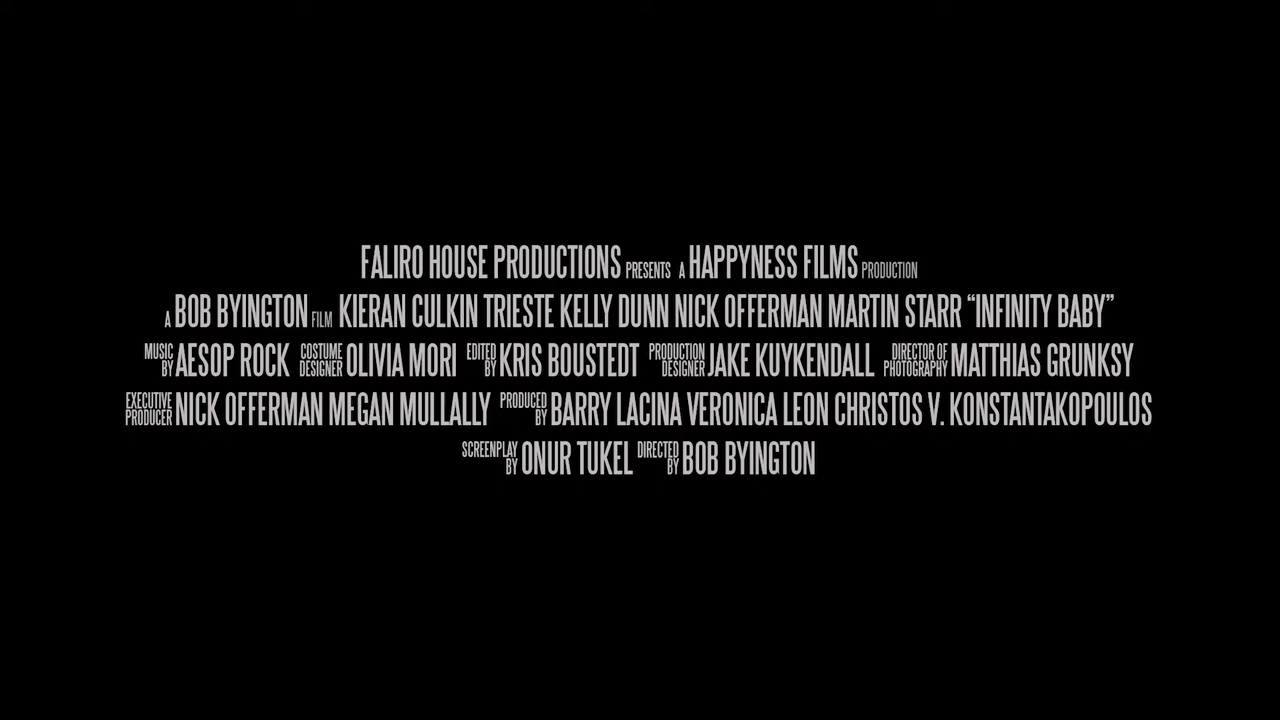 FALIRO HOUSE PRODUCTIONS PRESENTS A HAPPYNESS FILMS PRODUCTION
A BOB BYINGTON FILM KIERAN CULKIN TRIESTE KELLY DUNN NICK OFFERMAN MARTIN STARR “INFINITY BABY”
MUSIC BY AESOP ROCK COSTUME DESIGNER OLIVIA MORI EDITED BY KRIS BOUSTEDT PRODUCTION DESIGNER JAKE KUYKENDALL DIRECTOR OF PHOTOGRAPHY MATTHIAS GRUNKSY
EXECUTIVE PRODUCER NICK OFFERMAN MEGAN MULLALLY PRODUCED BY BARRY LACINA VERONICA LEON CHRISTOS V. KONSTANTAKOPOULOS
SCREENPLAY BY ONUR TUKEL DIRECTED BY BOB BYINGTON